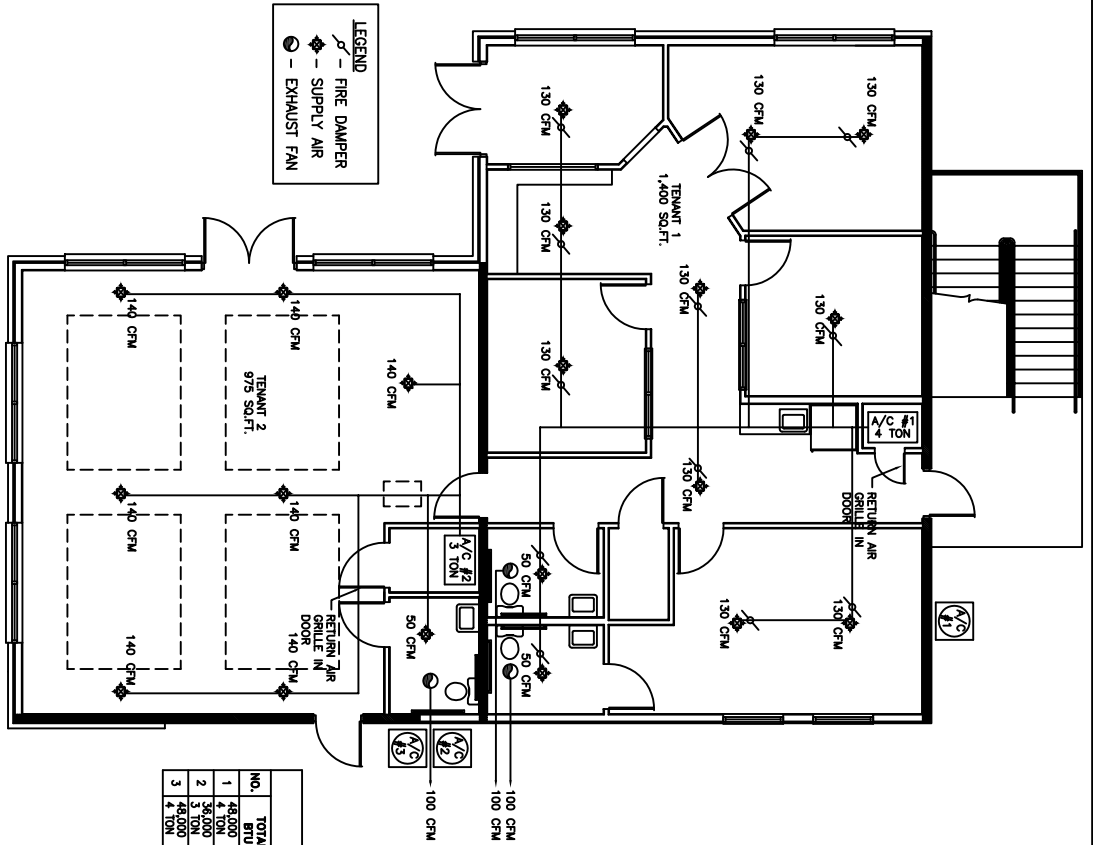 LEGEND
- FIRE DAMPER
- SUPPLY AIR
- EXHAUST FAN
130 CFM
130 CFM
130 CFM
TENANT 1
1,400 SQ.FT.
130 CFM
130 CFM
130 CFM
130 CFM
130 CFM
A/C #1
4 TON
RETURN AIR
GRILLE IN
DOOR
130 CFM
130 CFM
A/C
#1
50 CFM
50 CFM
100 CFM
100 CFM
140 CFM
140 CFM
140 CFM
TENANT 2
975 SQ.FT.
140 CFM
140 CFM
A/C #2
3 TON
RETURN AIR
GRILLE IN
DOOR
50 CFM
140 CFM
140 CFM
A/C
#2
A/C
#3
100 CFM
NO. TOTAL
BTU
1 48,000
4 TON
2 36,000
3 TON
3 48,000
4 TON